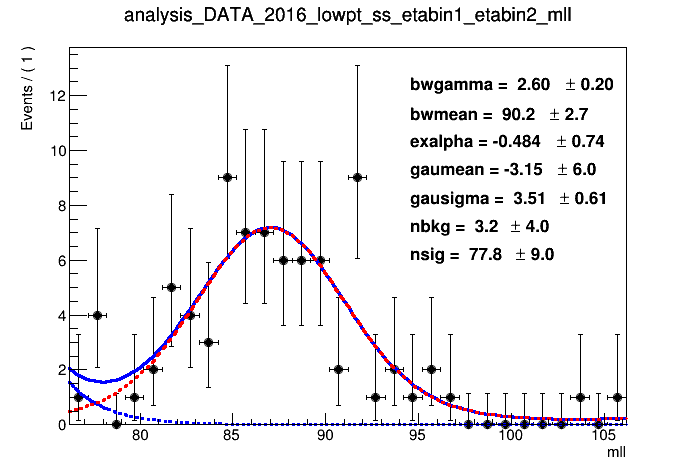 analysis_DATA_2016_lowpt_ss_etabin1_etabin2_mll
Events / ( 1 )
bwgamma = 2.60 ± 0.20
bwmean = 90.2 ± 2.7
exalpha = -0.484 ± 0.74
gaumean = -3.15 ± 6.0
gausigma = 3.51 ± 0.61
nbkg = 3.2 ± 4.0
nsig = 77.8 ± 9.0
12
10
8
6
4
2
0
80 85 90 95 100 105
mll